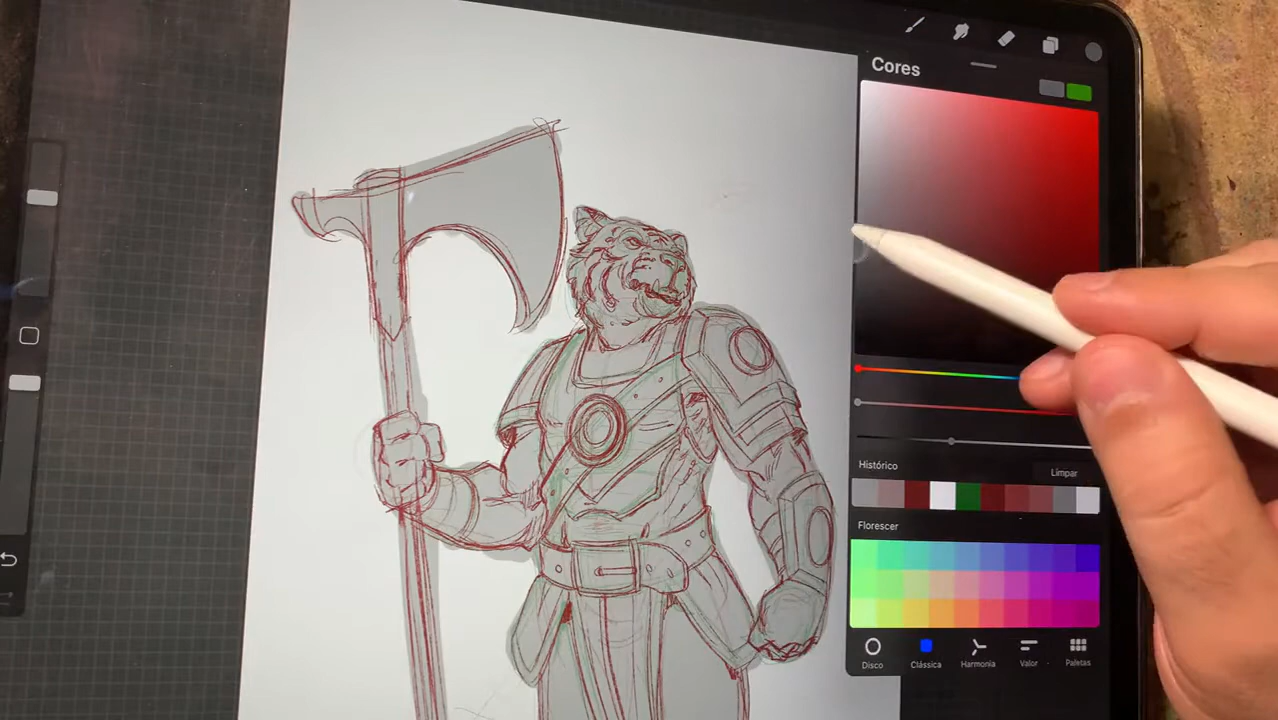 Cores
Histórico
Limpar
Florescer
Disco
Clássica
Harmonia
Valor
Paletas